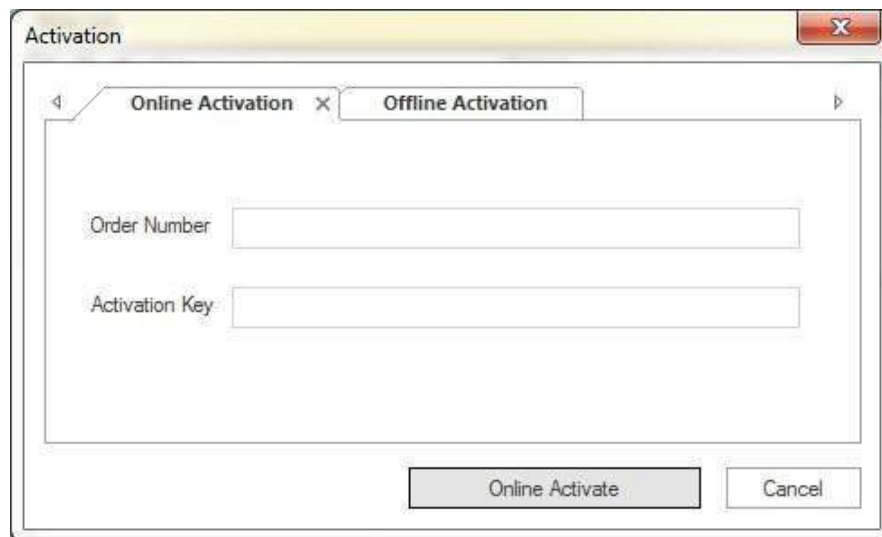 Activation
Online Activation Offline Activation
Order Number
Activation Key
Online Activate Cancel